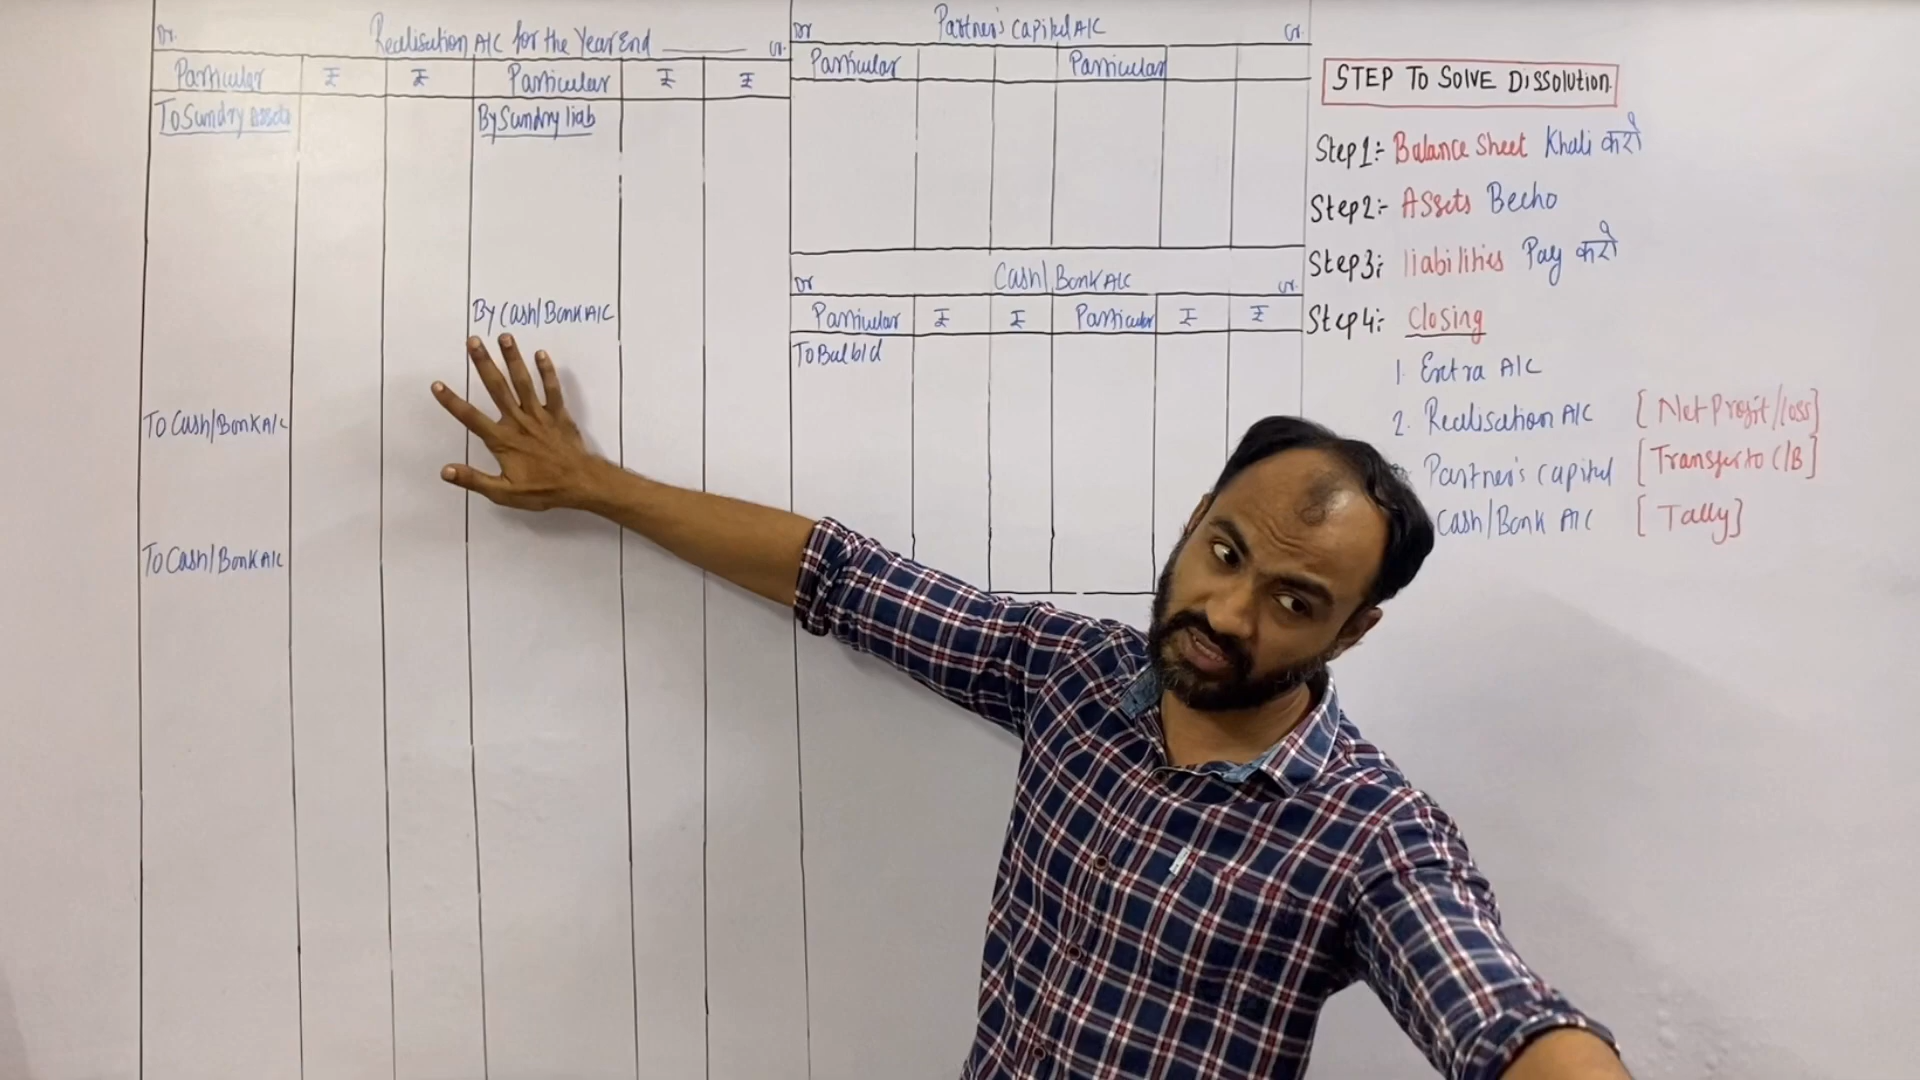 Dr. Realisation A/C for the Year End ______ Cr.
Particular ₹ ₹ Particular ₹ ₹
To Sundry Assets By Sundry liab
By Cash/Bank A/C
To Cash/Bank A/C
To Cash/Bank A/C
Dr Partner's Capital A/C Cr.
Particular Particular
Dr Cash/Bank A/C Cr.
Particular ₹ ₹ Particular ₹ ₹
To Bal b/d
STEP TO SOLVE Dissolution.
Step1:- Balance Sheet Khali करो
Step2:- Assets Becho
Step3:- liabilities Pay करो
Step4:- Closing
1. Extra A/C
2. Realisation A/C [Net Profit/loss]
Partner's Capital [Transfer to C/B]
Cash/Bank A/C [Tally]